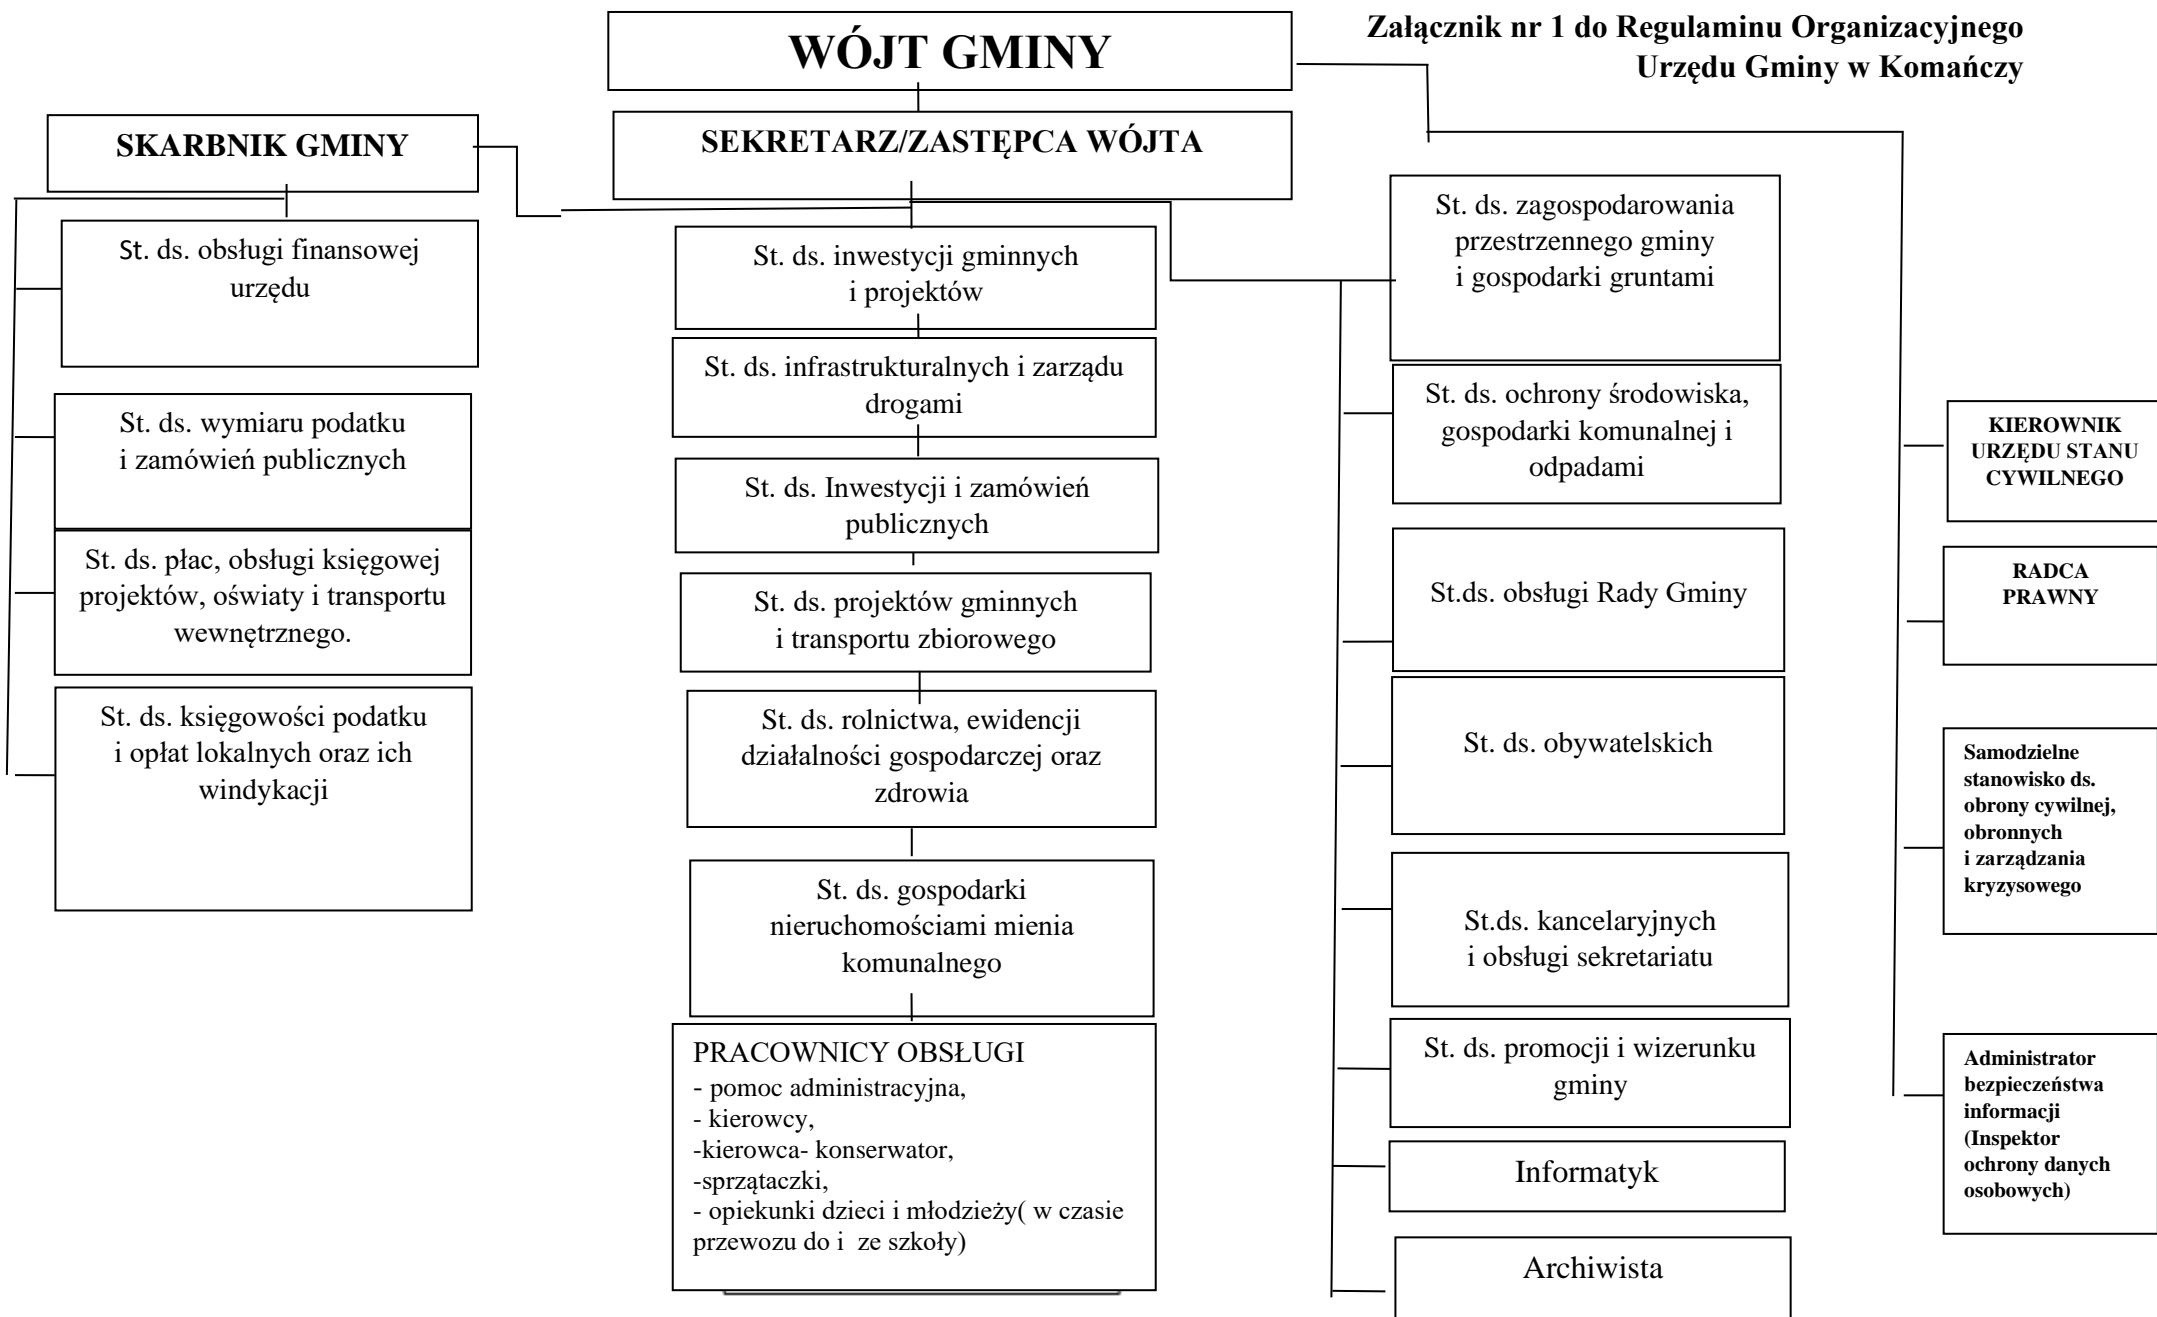 WÓJT GMINY
Załącznik nr 1 do Regulaminu Organizacyjnego
Urzędu Gminy w Komańczy
SKARBNIK GMINY
SEKRETARZ/ZASTĘPCA WÓJTA
St. ds. obsługi finansowej
urzędu
St. ds. wymiaru podatku
i zamówień publicznych
St. ds. płac, obsługi księgowej
projektów, oświaty i transportu
wewnętrznego.
St. ds. księgowości podatku
i opłat lokalnych oraz ich
windykacji
St. ds. inwestycji gminnych
i projektów
St. ds. infrastrukturalnych i zarządu
drogami
St. ds. Inwestycji i zamówień
publicznych
St. ds. projektów gminnych
i transportu zbiorowego
St. ds. rolnictwa, ewidencji
działalności gospodarczej oraz
zdrowia
St. ds. gospodarki
nieruchomościami mienia
komunalnego
PRACOWNICY OBSŁUGI
- pomoc administracyjna,
- kierowcy,
-kierowca- konserwator,
-sprzątaczki,
- opiekunki dzieci i młodzieży( w czasie
przewozu do i ze szkoły)
St. ds. zagospodarowania
przestrzennego gminy
i gospodarki gruntami
St. ds. ochrony środowiska,
gospodarki komunalnej i
odpadami
St.ds. obsługi Rady Gminy
St. ds. obywatelskich
St.ds. kancelaryjnych
i obsługi sekretariatu
St. ds. promocji i wizerunku
gminy
Informatyk
Archiwista
KIEROWNIK
URZĘDU STANU
CYWILNEGO
RADCA
PRAWNY
Samodzielne
stanowisko ds.
obrony cywilnej,
obronnych
i zarządzania
kryzysowego
Administrator
bezpieczeństwa
informacji
(Inspektor
ochrony danych
osobowych)